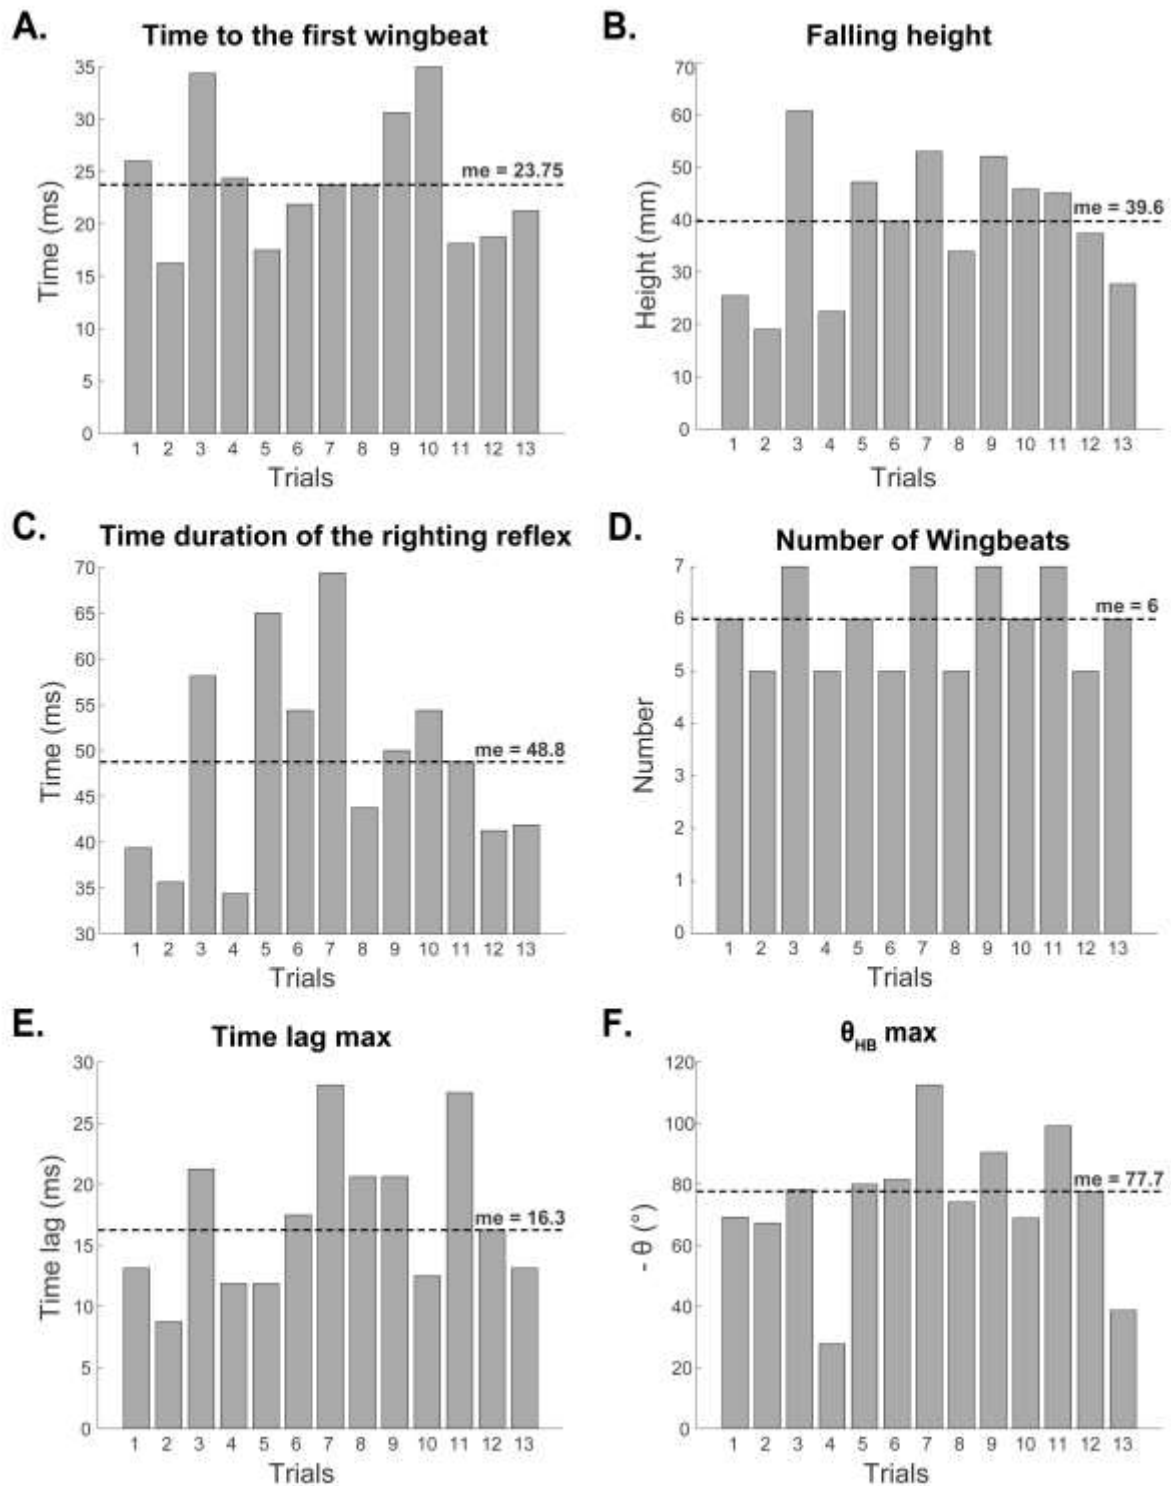 A.
Time to the first wingbeat
35
30
25
20
15
10
5
0
Time (ms)
me = 23.75
1 2 3 4 5 6 7 8 9 10 11 12 13
Trials
B.
Falling height
70
60
50
40
30
20
10
0
Height (mm)
me = 39.6
1 2 3 4 5 6 7 8 9 10 11 12 13
Trials
C.
Time duration of the righting reflex
70
65
60
55
50
45
40
35
30
Time (ms)
me = 48.8
1 2 3 4 5 6 7 8 9 10 11 12 13
Trials
D.
Number of Wingbeats
7
6
5
4
3
2
1
0
Number
me = 6
1 2 3 4 5 6 7 8 9 10 11 12 13
Trials
E.
Time lag max
30
25
20
15
10
5
0
Time lag (ms)
me = 16.3
1 2 3 4 5 6 7 8 9 10 11 12 13
Trials
F.
θHB max
120
100
80
60
40
20
0
- θ (°)
me = 77.7
1 2 3 4 5 6 7 8 9 10 11 12 13
Trials